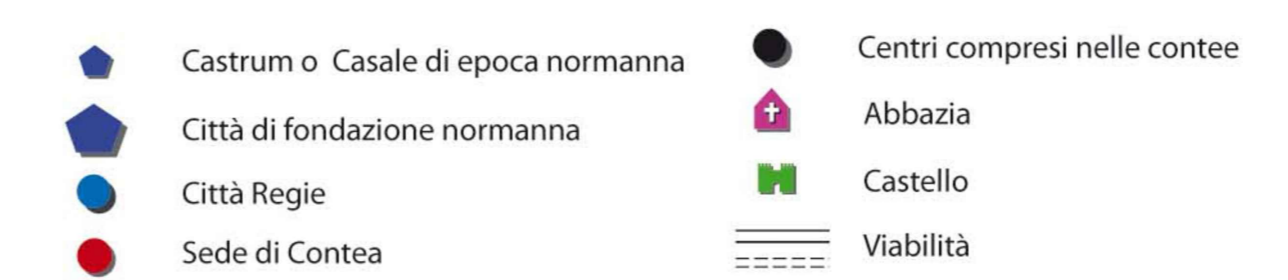 Castrum o Casale di epoca normanna
Città di fondazione normanna
Città Regie
Sede di Contea
Centri compresi nelle contee
Abbazia
Castello
Viabilità